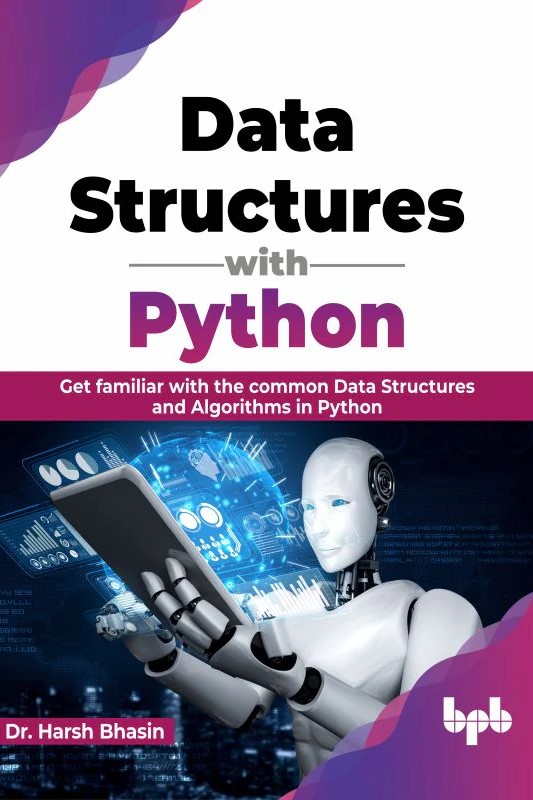 Data
Structures
with
Python
Get familiar with the common Data Structures
and Algorithms in Python
Dr. Harsh Bhasin
bpb